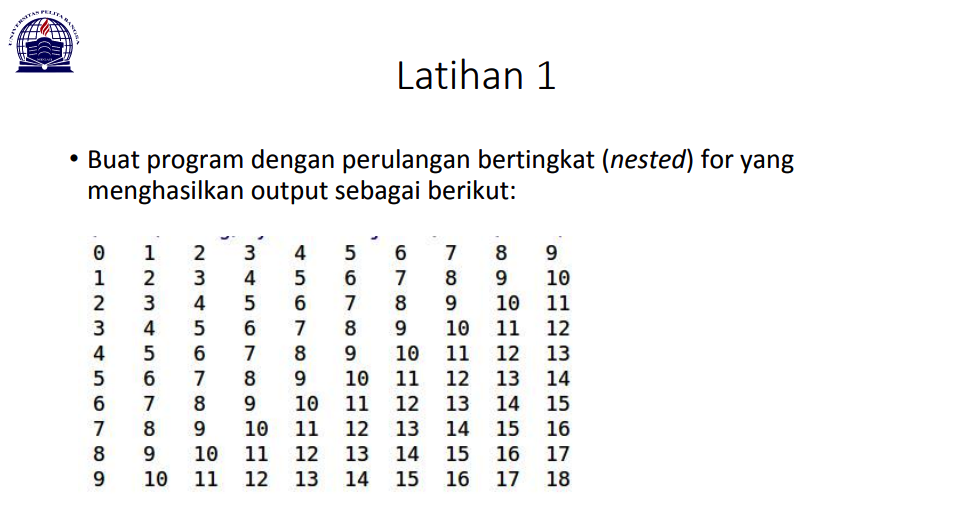 UNIVERSITAS PELITA BANGSA
Latihan 1
• Buat program dengan perulangan bertingkat (nested) for yang
menghasilkan output sebagai berikut:
0 1 2 3 4 5 6 7 8 9
1 2 3 4 5 6 7 8 9 10
2 3 4 5 6 7 8 9 10 11
3 4 5 6 7 8 9 10 11 12
4 5 6 7 8 9 10 11 12 13
5 6 7 8 9 10 11 12 13 14
6 7 8 9 10 11 12 13 14 15
7 8 9 10 11 12 13 14 15 16
8 9 10 11 12 13 14 15 16 17
9 10 11 12 13 14 15 16 17 18